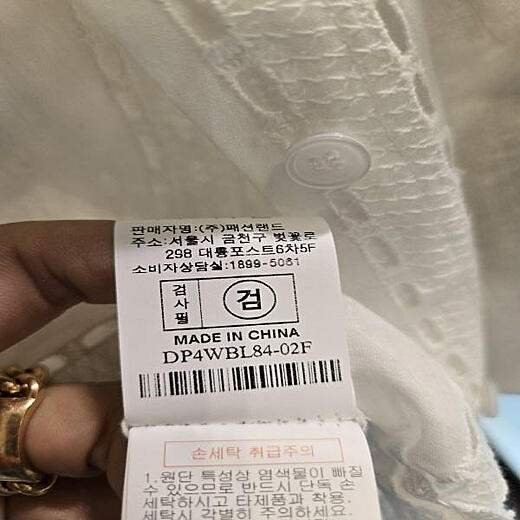 판매자명:(주)패션랜드
주소:서울시 금천구 벚꽃로
298 대룡포스트6차5F
소비자상담실:1899-5061
검사필 검
MADE IN CHINA
DP4WBL84-02F
손세탁 취급주의
1.원단 특성상 염색물이 빠질
수 있으므로 반드시 단독 손
세탁하시고 타제품과 착용.
세탁시 각별히 주의하세요.